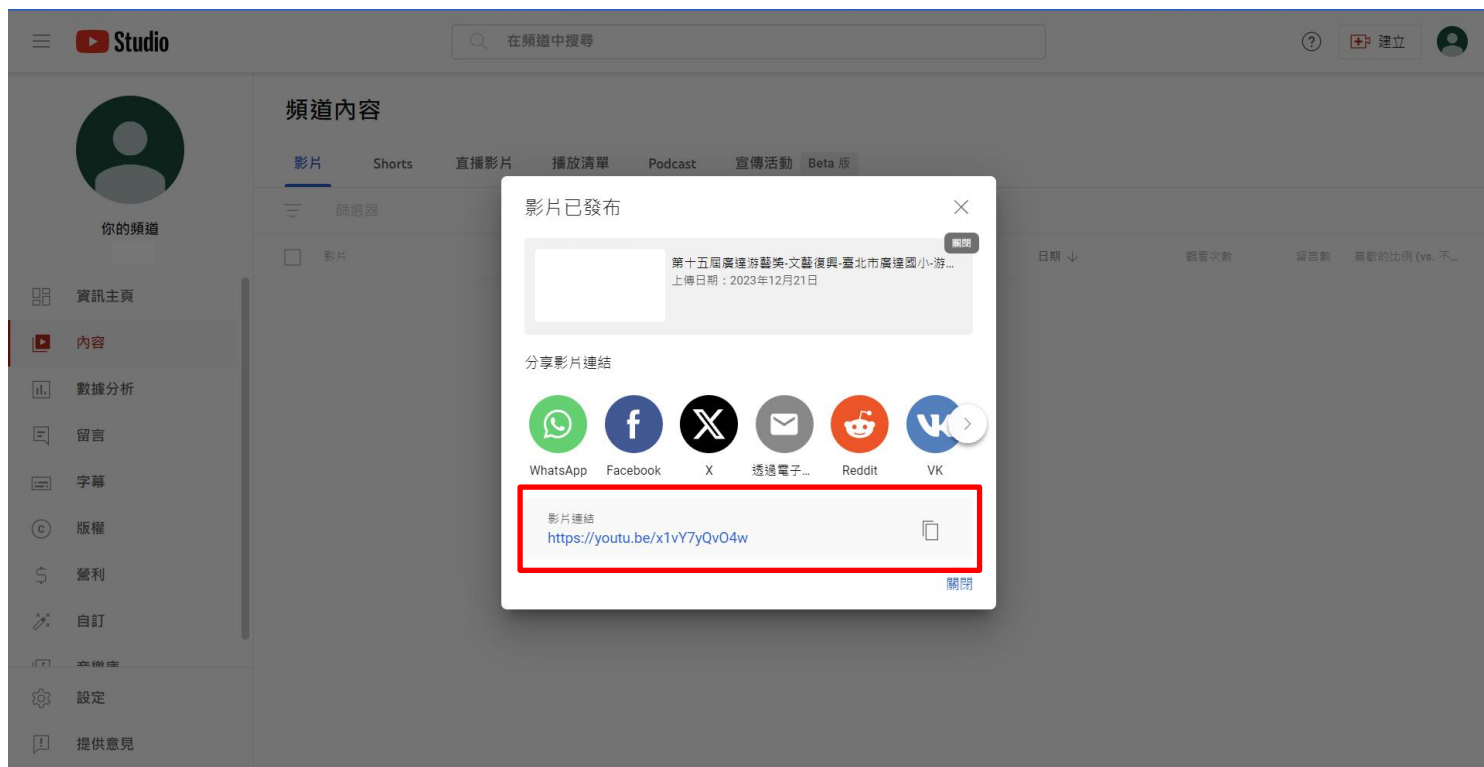 Studio
在頻道中搜尋
建立
你的頻道
資訊主頁
內容
數據分析
留言
字幕
版權
營利
自訂
音樂庫
設定
提供意見
頻道內容
影片 Shorts 直播影片 播放清單 Podcast 宣傳活動 Beta 版
篩選器
影片 日期 ↓ 觀看次數 留言數 喜歡的比例 (vs. 不...
影片已發布
關閉
第十五屆廣達游藝獎-文藝復興-臺北市廣達國小-游...
上傳日期：2023年12月21日
分享影片連結
WhatsApp Facebook X 透過電子... Reddit VK
影片連結
https://youtu.be/x1vY7yQvO4w
關閉